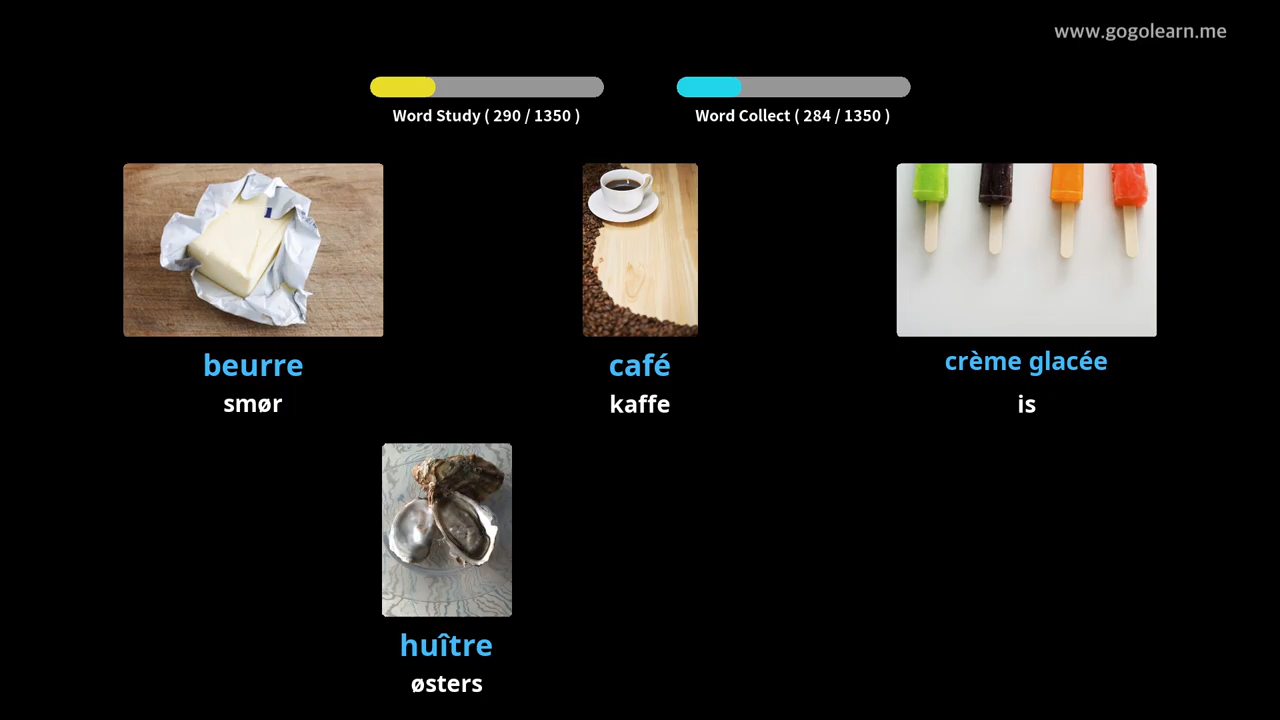 www.gogolearn.me
Word Study ( 290 / 1350 )
Word Collect ( 284 / 1350 )
beurre
smør
café
kaffe
crème glacée
is
huître
østers